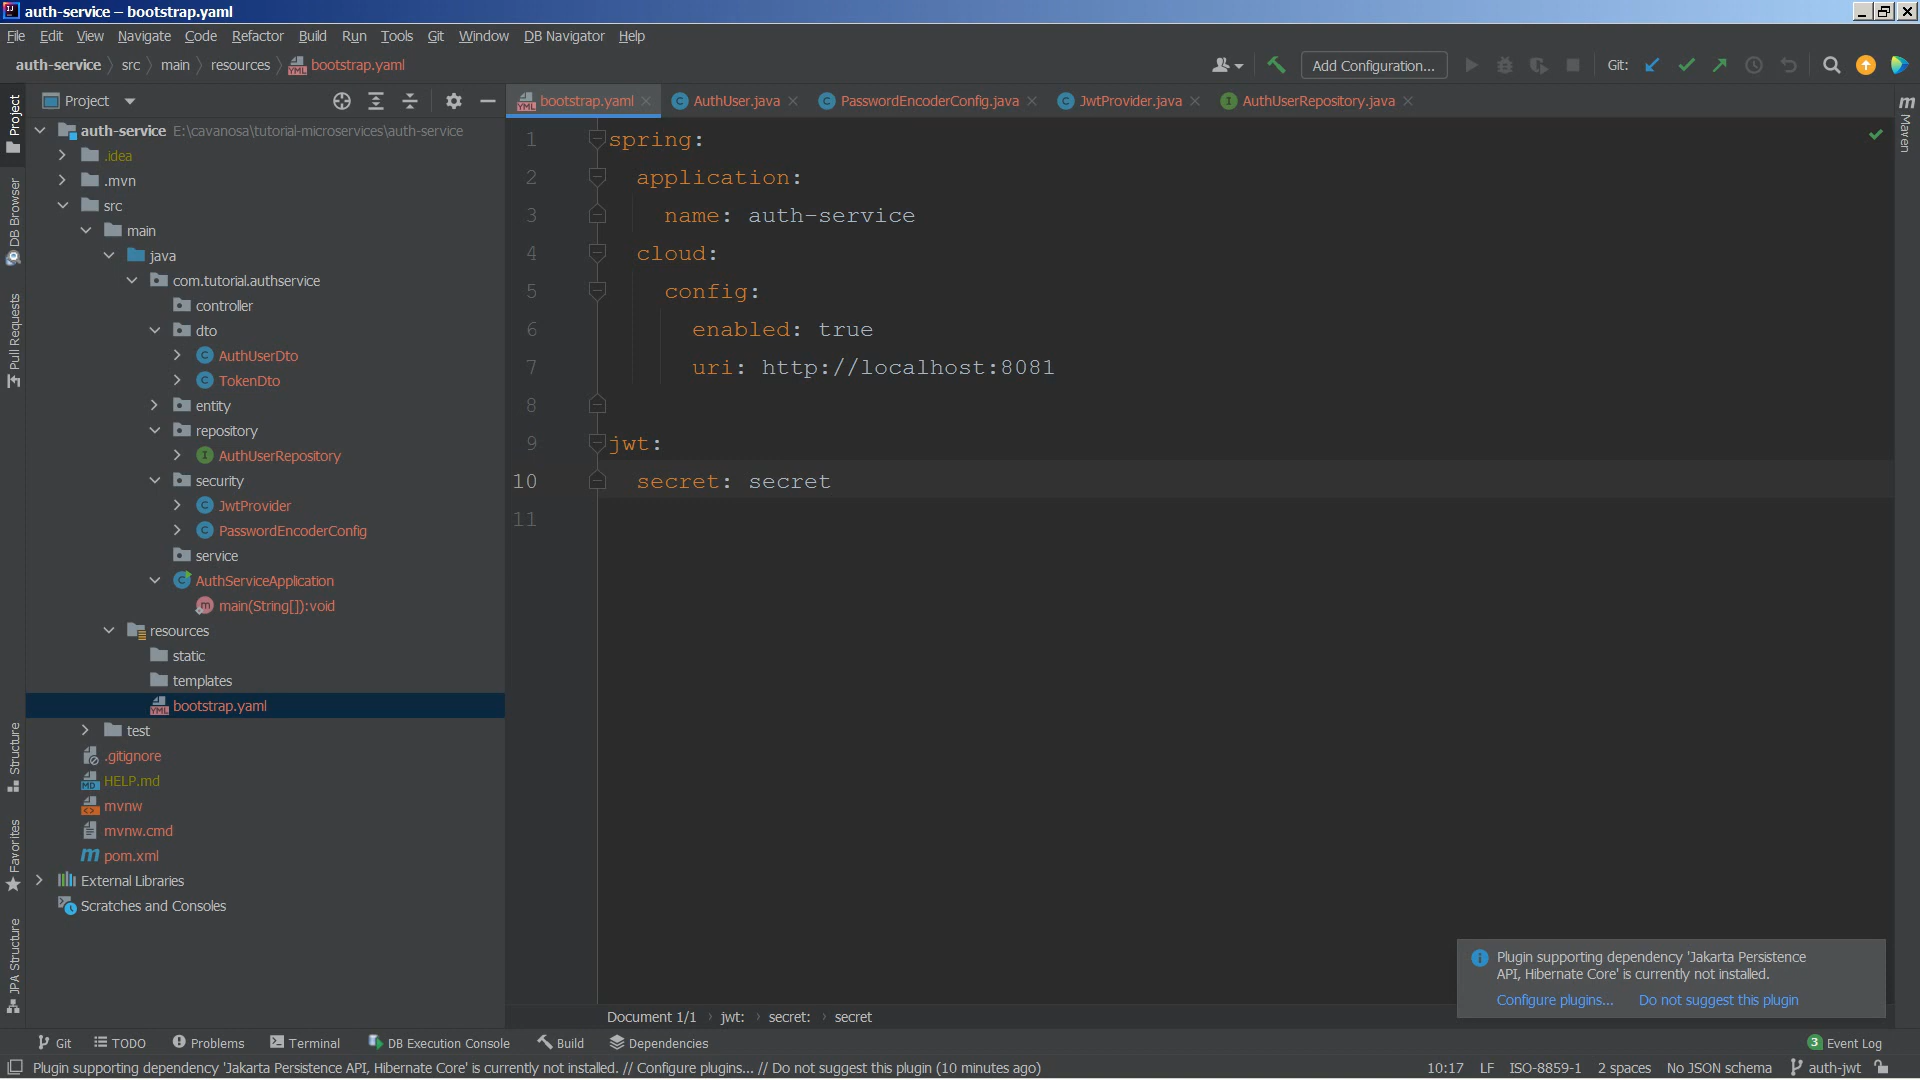 auth-service – bootstrap.yaml
File Edit View Navigate Code Refactor Build Run Tools Git Window DB Navigator Help
auth-service src main resources bootstrap.yaml
Add Configuration...
Git:
Project
bootstrap.yaml
AuthUser.java
PasswordEncoderConfig.java
JwtProvider.java
AuthUserRepository.java
Project
DB Browser
Pull Requests
Structure
Favorites
JPA Structure
Maven
auth-service E:\cavanosa\tutorial-microservices\auth-service
.idea
.mvn
src
main
java
com.tutorial.authservice
controller
dto
AuthUserDto
TokenDto
entity
repository
AuthUserRepository
security
JwtProvider
PasswordEncoderConfig
service
AuthServiceApplication
main(String[]):void
resources
static
templates
bootstrap.yaml
test
.gitignore
HELP.md
mvnw
mvnw.cmd
pom.xml
External Libraries
Scratches and Consoles
1 spring:
2 application:
3 name: auth-service
4 cloud:
5 config:
6 enabled: true
7 uri: http://localhost:8081
8
9 jwt:
10 secret: secret
11
Plugin supporting dependency 'Jakarta Persistence
API, Hibernate Core' is currently not installed.
Configure plugins... Do not suggest this plugin
Document 1/1 jwt: secret: secret
Git TODO Problems Terminal DB Execution Console Build Dependencies
3 Event Log
Plugin supporting dependency 'Jakarta Persistence API, Hibernate Core' is currently not installed. // Configure plugins... // Do not suggest this plugin (10 minutes ago)
10:17 LF ISO-8859-1 2 spaces No JSON schema auth-jwt